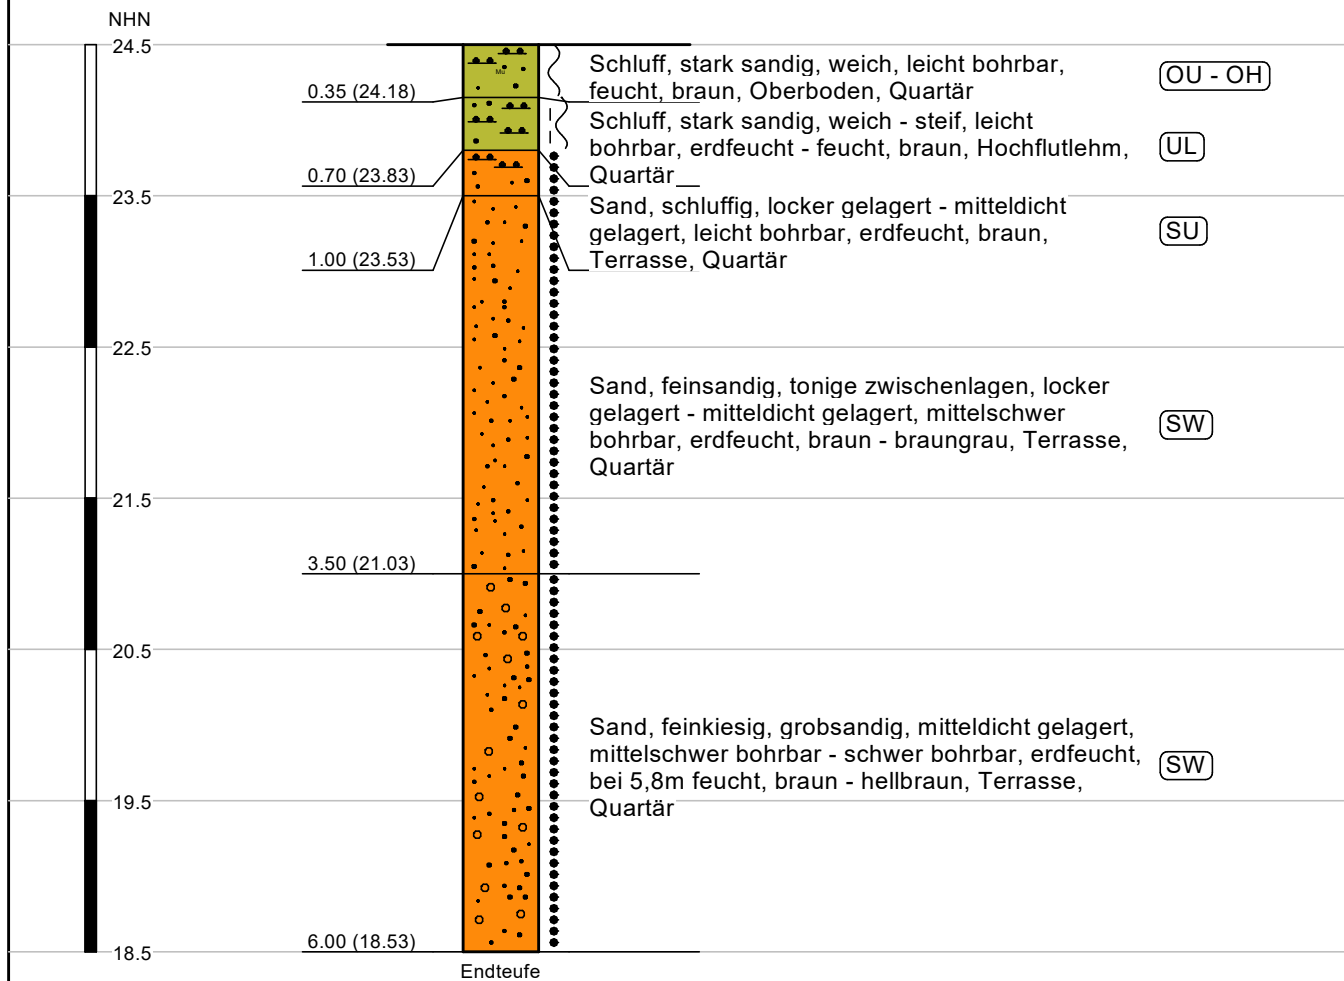 NHN
24.5
Mu
Schluff, stark sandig, weich, leicht bohrbar,
feucht, braun, Oberboden, Quartär
OU - OH
0.35 (24.18)
Schluff, stark sandig, weich - steif, leicht
bohrbar, erdfeucht - feucht, braun, Hochflutlehm,
Quartär
UL
0.70 (23.83)
23.5
Sand, schluffig, locker gelagert - mitteldicht
gelagert, leicht bohrbar, erdfeucht, braun,
Terrasse, Quartär
SU
1.00 (23.53)
22.5
Sand, feinsandig, tonige zwischenlagen, locker
gelagert - mitteldicht gelagert, mittelschwer
bohrbar, erdfeucht, braun - braungrau, Terrasse,
Quartär
SW
21.5
3.50 (21.03)
20.5
Sand, feinkiesig, grobsandig, mitteldicht gelagert,
mittelschwer bohrbar - schwer bohrbar, erdfeucht,
bei 5,8m feucht, braun - hellbraun, Terrasse,
Quartär
SW
19.5
6.00 (18.53)
18.5
Endteufe